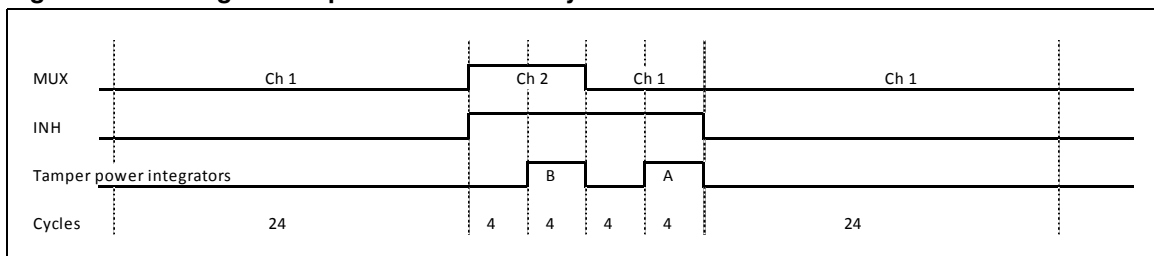 MUX Ch 1 Ch 2 Ch 1 Ch 1
INH
Tamper power integrators B A
Cycles 24 4 4 4 4 24